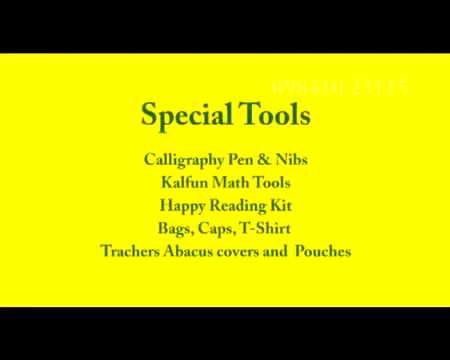 098410 23115
Special Tools
Calligraphy Pen & Nibs
Kalfun Math Tools
Happy Reading Kit
Bags, Caps, T-Shirt
Trachers Abacus covers and Pouches